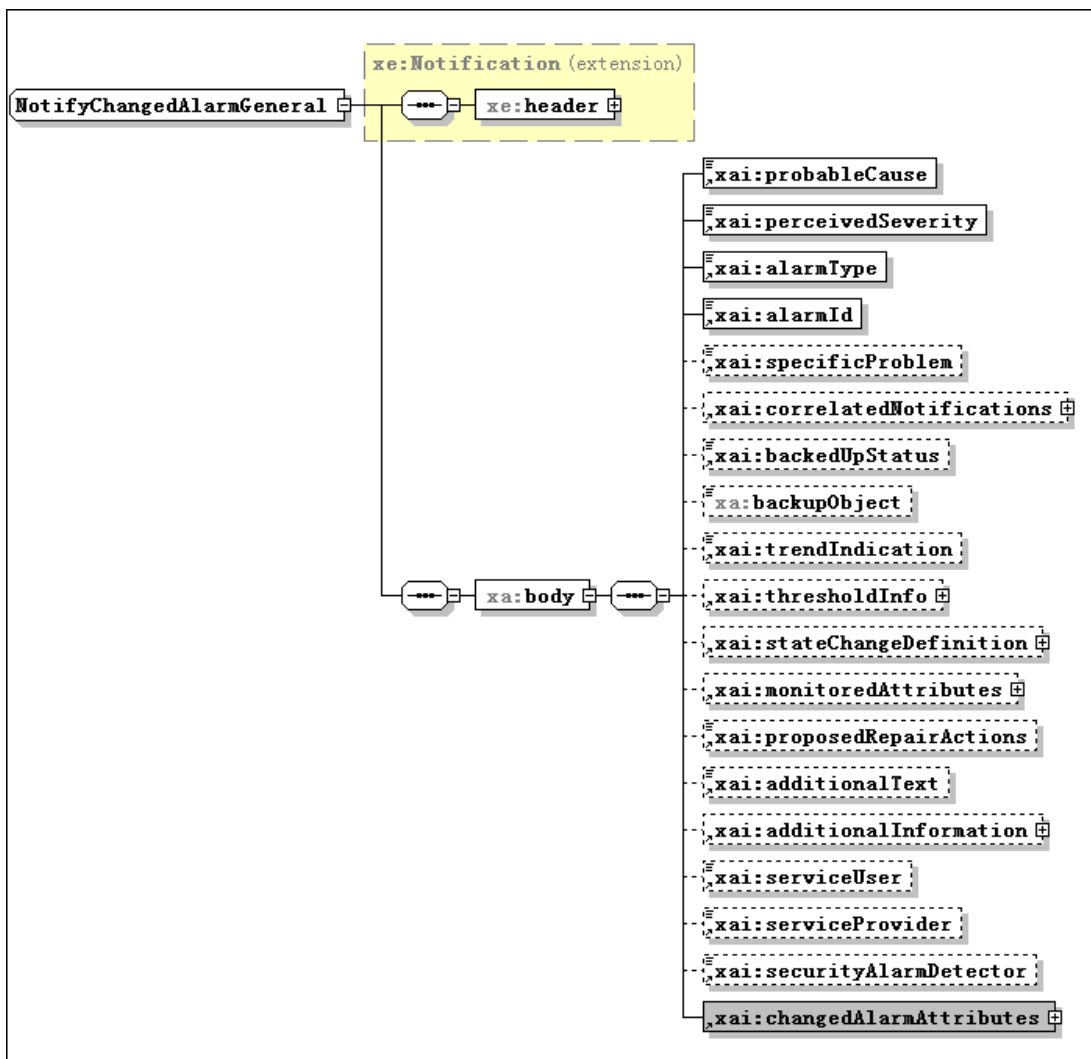 xe:Notification (extension)
NotifyChangedAlarmGeneral
xe:header
xai:probableCause
xai:perceivedSeverity
xai:alarmType
xai:alarmId
xai:specificProblem
xai:correlatedNotifications
xai:backedUpStatus
xa:backupObject
xai:trendIndication
xa:body
xai:thresholdInfo
xai:stateChangeDefinition
xai:monitoredAttributes
xai:proposedRepairActions
xai:additionalText
xai:additionalInformation
xai:serviceUser
xai:serviceProvider
xai:securityAlarmDetector
xai:changedAlarmAttributes